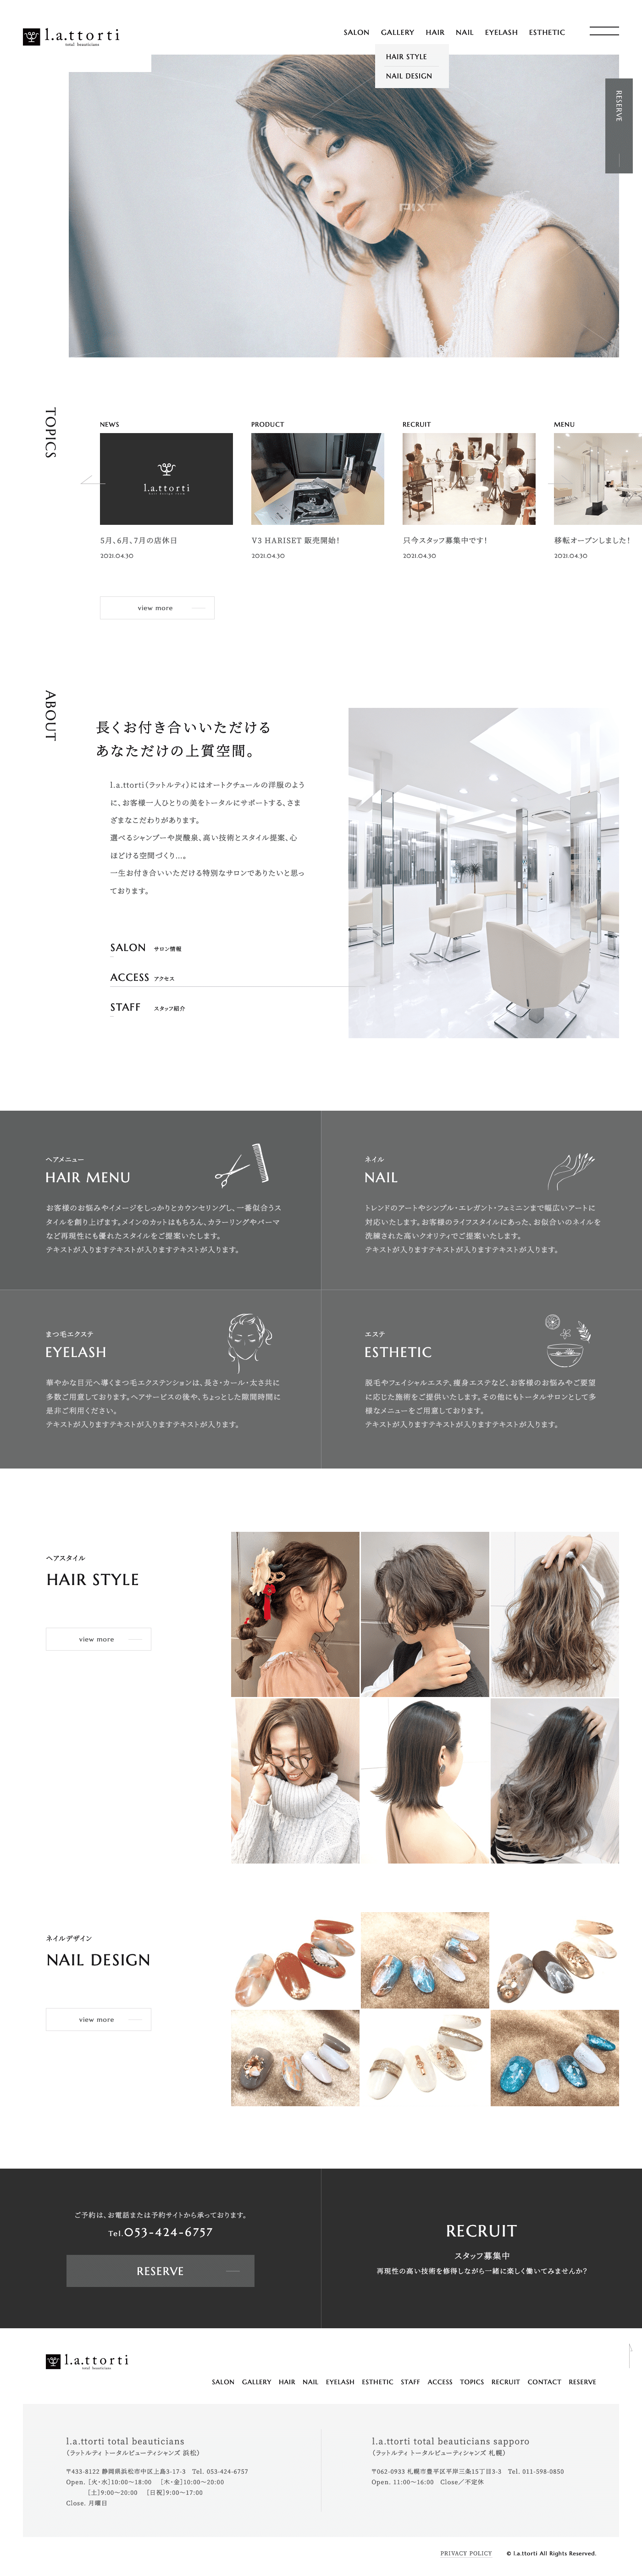 l.a.ttorti
total beauticians
SALON GALLERY HAIR NAIL EYELASH ESTHETIC
HAIR STYLE
NAIL DESIGN
RESERVE
PIXTA
TOPICS
NEWS
l.a.ttorti
5月、6月、7月の店休日
2021.04.30
PRODUCT
V3 HARISET 販売開始！
2021.04.30
RECRUIT
只今スタッフ募集中です！
2021.04.30
MENU
移転オープンしました！
2021.04.30
view more
ABOUT
長くお付き合いいただける
あなただけの上質空間。
l.a.ttorti（ラットルティ）にはオートクチュールの洋服のよう
に、お客様一人ひとりの美をトータルにサポートする、さま
ざまなこだわりがあります。
選べるシャンプーや炭酸泉、高い技術とスタイル提案、心
ほどける空間づくり…。
一生お付き合いいただける特別なサロンでありたいと思っ
ております。
SALON サロン情報
ACCESS アクセス
STAFF スタッフ紹介
ヘアメニュー
HAIR MENU
お客様のお悩みやイメージをしっかりとカウンセリングし、一番似合うス
タイルを創り上げます。メインのカットはもちろん、カラーリングやパーマ
など再現性にも優れたスタイルをご提案いたします。
テキストが入りますテキストが入りますテキストが入ります。
ネイル
NAIL
トレンドのアートやシンプル・エレガント・フェミニンまで幅広いアートに
対応いたします。お客様のライフスタイルにあった、お似合いのネイルを
洗練された高いクオリティでご提案いたします。
テキストが入りますテキストが入りますテキストが入ります。
まつ毛エクステ
EYELASH
華やかな目元へ導くまつ毛エクステンションは、長さ・カール・太さ共に
多数ご用意しております。ヘアサービスの後や、ちょっとした隙間時間に
是非ご利用ください。
テキストが入りますテキストが入りますテキストが入ります。
エステ
ESTHETIC
脱毛やフェイシャルエステ、痩身エステなど、お客様のお悩みやご要望
に応じた施術をご提供いたします。その他にもトータルサロンとして多
様なメニューをご用意しております。
テキストが入りますテキストが入りますテキストが入ります。
ヘアスタイル
HAIR STYLE
view more
ネイルデザイン
NAIL DESIGN
view more
ご予約は、お電話または予約サイトから承っております。
Tel.053-424-6757
RESERVE
RECRUIT
スタッフ募集中
再現性の高い技術を修得しながら一緒に楽しく働いてみませんか？
l.a.ttorti
total beauticians
SALON GALLERY HAIR NAIL EYELASH ESTHETIC STAFF ACCESS TOPICS RECRUIT CONTACT RESERVE
l.a.ttorti total beauticians
（ラットルティ トータルビューティシャンズ 浜松）
〒433-8122 静岡県浜松市中区上島3-17-3 Tel. 053-424-6757
Open. [火・水]10:00〜18:00 [木・金]10:00〜20:00
[土]9:00〜20:00 [日祝]9:00〜17:00
Close. 月曜日
l.a.ttorti total beauticians sapporo
（ラットルティ トータルビューティシャンズ 札幌）
〒062-0933 札幌市豊平区平岸三条15丁目3-3 Tel. 011-598-0850
Open. 11:00〜16:00 Close／不定休
PRIVACY POLICY
© l.a.ttorti All Rights Reserved.